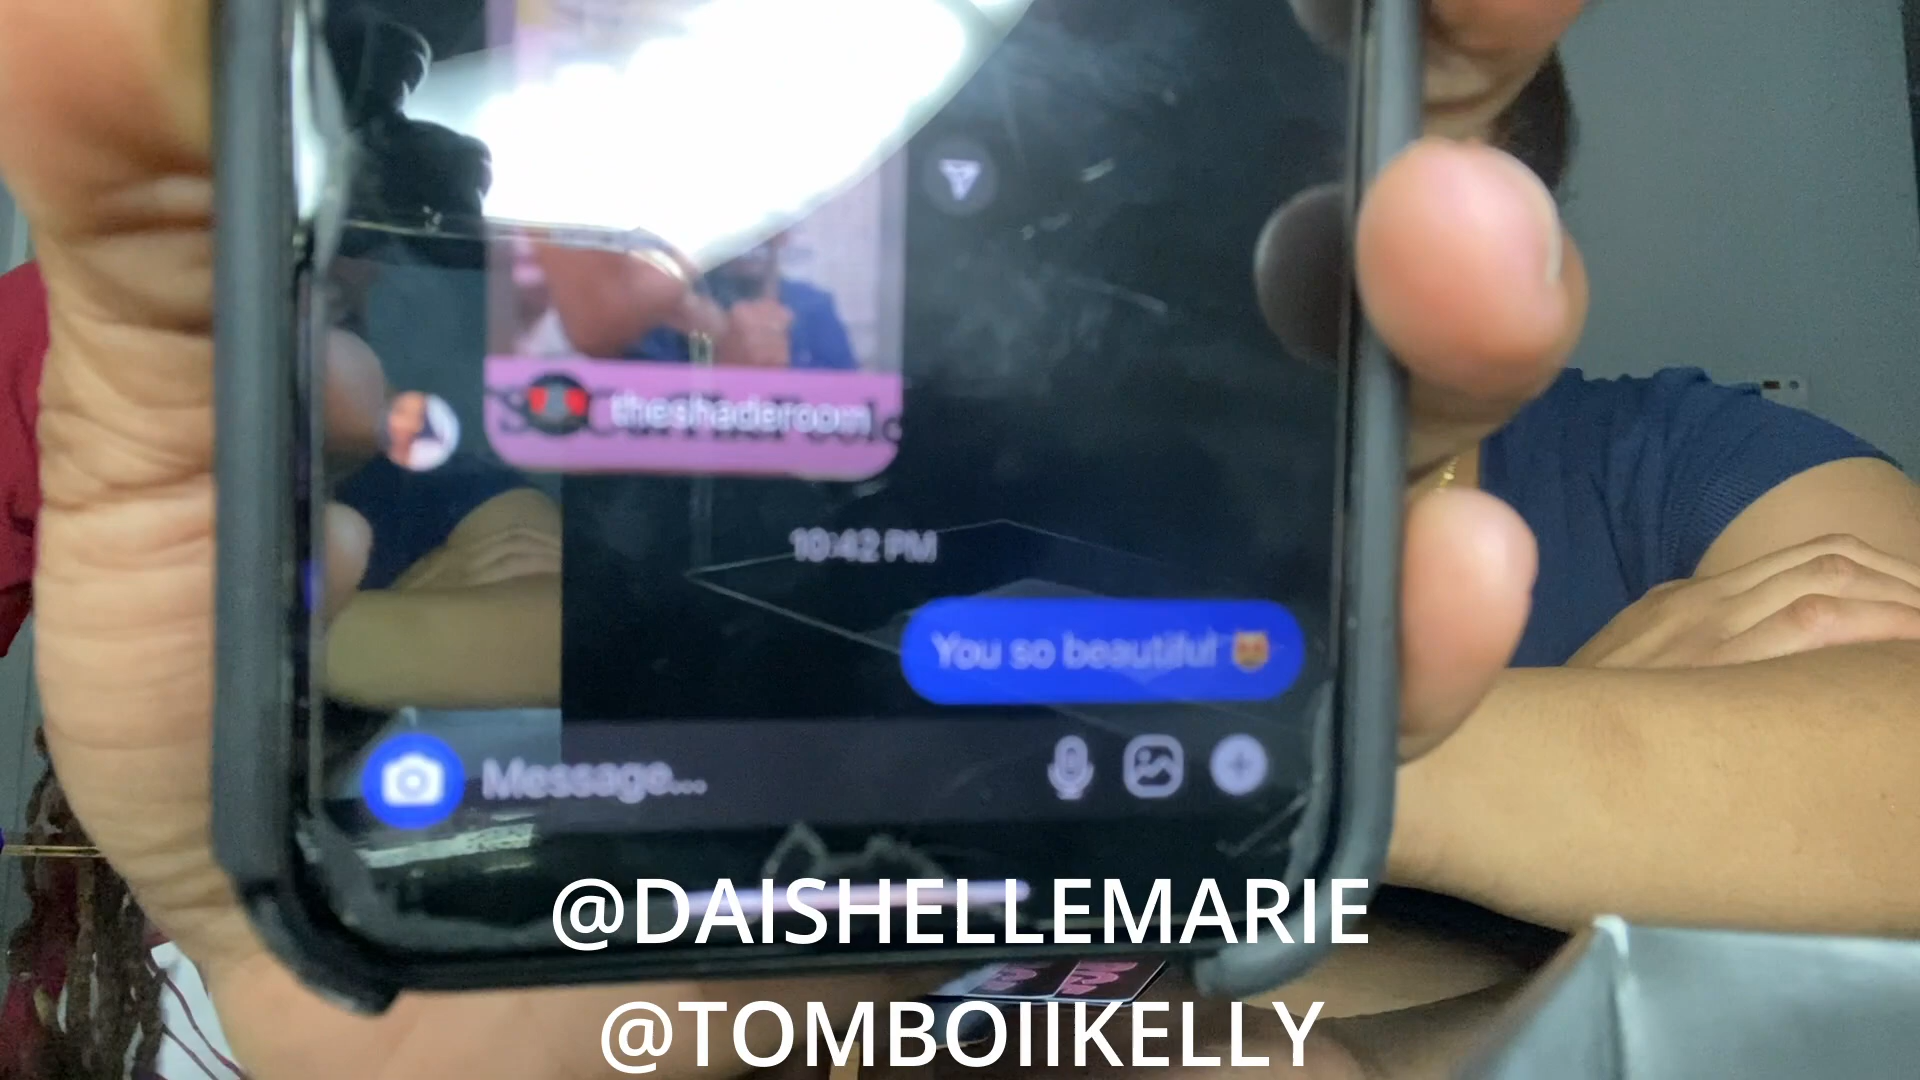 theshaderoom
10:42 PM
You so beautiful 😻
Message...
@DAISHELLEMARIE
@TOMBOIIKELLY